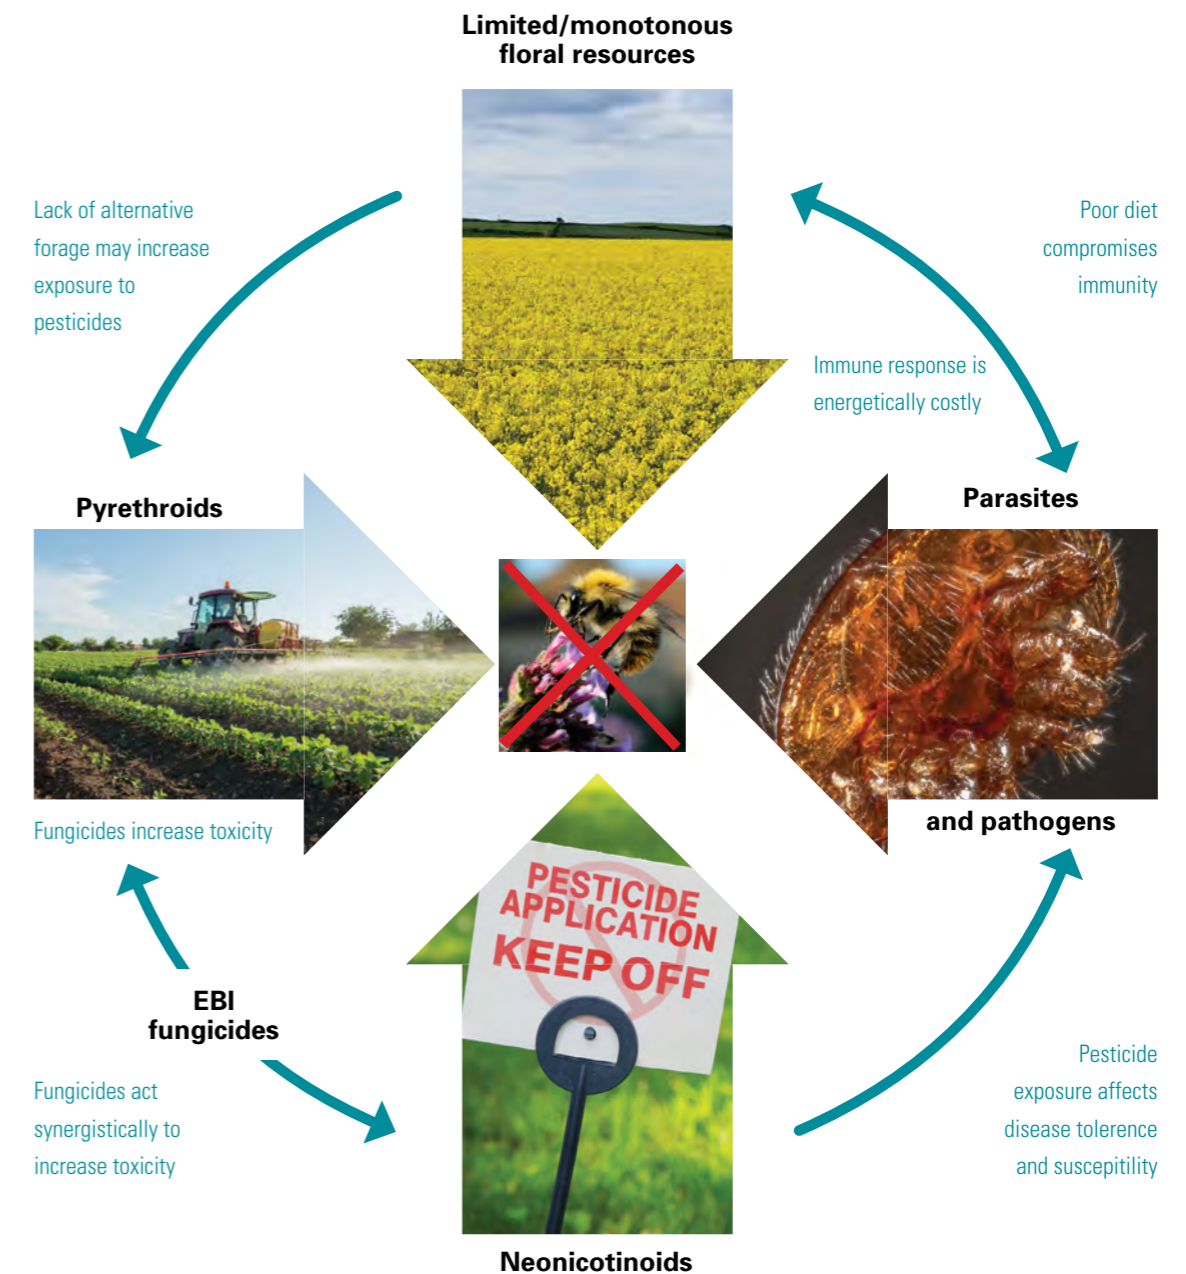 Limited/monotonous
floral resources
Lack of alternative
forage may increase
exposure to
pesticides
Poor diet
compromises
immunity
Immune response is
energetically costly
Pyrethroids
Parasites
and pathogens
Fungicides increase toxicity
PESTICIDE
APPLICATION
KEEP OFF
EBI
fungicides
Fungicides act
synergistically to
increase toxicity
Pesticide
exposure affects
disease tolerence
and suscepitility
Neonicotinoids